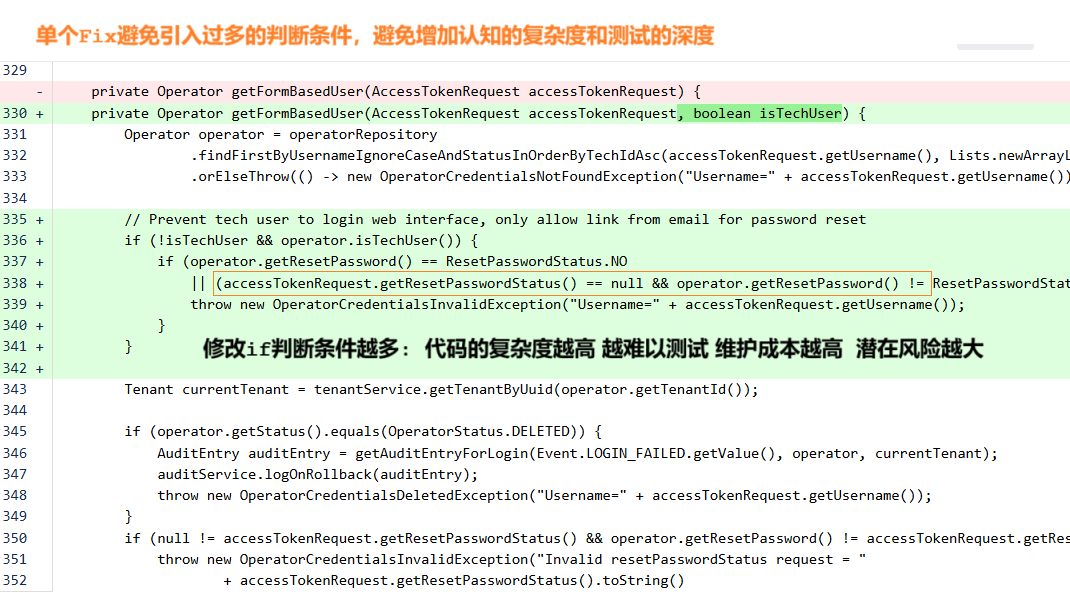 单个Fix避免引入过多的判断条件，避免增加认知的复杂度和测试的深度
329
- private Operator getFormBasedUser(AccessTokenRequest accessTokenRequest) {
330 + private Operator getFormBasedUser(AccessTokenRequest accessTokenRequest, boolean isTechUser) {
331 Operator operator = operatorRepository
332 .findFirstByUsernameIgnoreCaseAndStatusInOrderByTechIdAsc(accessTokenRequest.getUsername(), Lists.newArrayL
333 .orElseThrow(() -> new OperatorCredentialsNotFoundException("Username=" + accessTokenRequest.getUsername())
334
335 + // Prevent tech user to login web interface, only allow link from email for password reset
336 + if (!isTechUser && operator.isTechUser()) {
337 + if (operator.getResetPassword() == ResetPasswordStatus.NO
338 + || (accessTokenRequest.getResetPasswordStatus() == null && operator.getResetPassword() != ResetPasswordStat
339 + throw new OperatorCredentialsInvalidException("Username=" + accessTokenRequest.getUsername());
340 + }
341 + } 修改if判断条件越多： 代码的复杂度越高 越难以测试 维护成本越高 潜在风险越大
342 +
343 Tenant currentTenant = tenantService.getTenantByUuid(operator.getTenantId());
344
345 if (operator.getStatus().equals(OperatorStatus.DELETED)) {
346 AuditEntry auditEntry = getAuditEntryForLogin(Event.LOGIN_FAILED.getValue(), operator, currentTenant);
347 auditService.logOnRollback(auditEntry);
348 throw new OperatorCredentialsDeletedException("Username=" + accessTokenRequest.getUsername());
349 }
350 if (null != accessTokenRequest.getResetPasswordStatus() && operator.getResetPassword() != accessTokenRequest.getRes
351 throw new OperatorCredentialsInvalidException("Invalid resetPasswordStatus request = "
352 + accessTokenRequest.getResetPasswordStatus().toString()